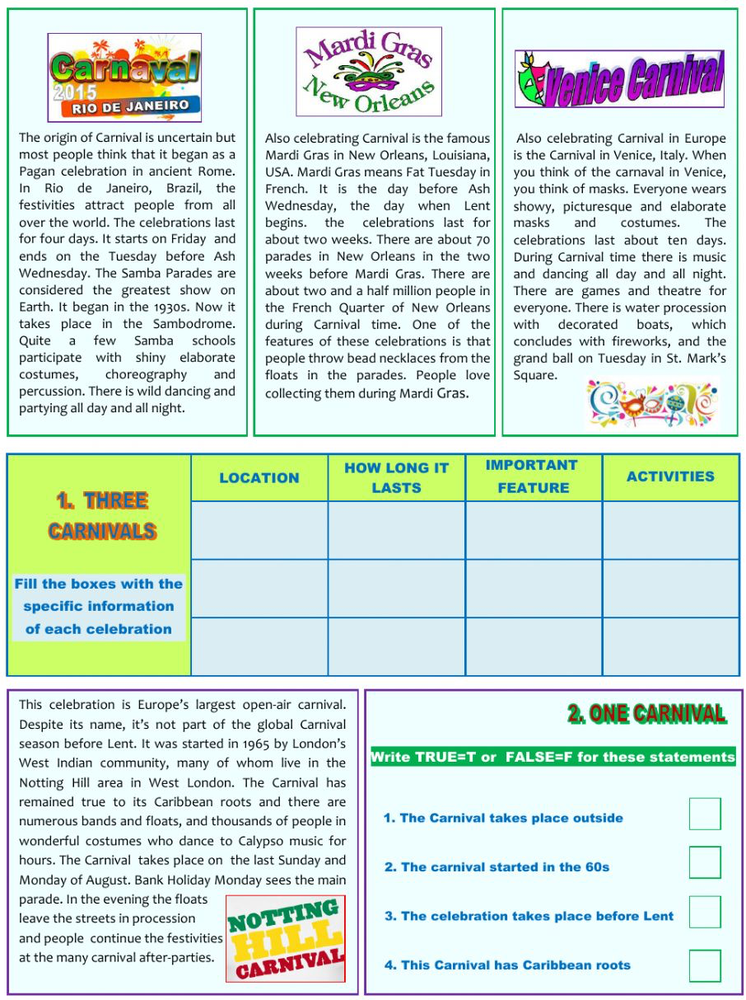 Carnaval
2015
RIO DE JANEIRO
The origin of Carnival is uncertain but
most people think that it began as a
Pagan celebration in ancient Rome.
In Rio de Janeiro, Brazil, the
festivities attract people from all
over the world. The celebrations last
for four days. It starts on Friday and
ends on the Tuesday before Ash
Wednesday. The Samba Parades are
considered the greatest show on
Earth. It began in the 1930s. Now it
takes place in the Sambodrome.
Quite a few Samba schools
participate with shiny elaborate
costumes, choreography and
percussion. There is wild dancing and
partying all day and all night.
Mardi Gras
New Orleans
Also celebrating Carnival is the famous
Mardi Gras in New Orleans, Louisiana,
USA. Mardi Gras means Fat Tuesday in
French. It is the day before Ash
Wednesday, the day when Lent
begins. the celebrations last for
about two weeks. There are about 70
parades in New Orleans in the two
weeks before Mardi Gras. There are
about two and a half million people in
the French Quarter of New Orleans
during Carnival time. One of the
features of these celebrations is that
people throw bead necklaces from the
floats in the parades. People love
collecting them during Mardi Gras.
Venice Carnival
Also celebrating Carnival in Europe
is the Carnival in Venice, Italy. When
you think of the carnaval in Venice,
you think of masks. Everyone wears
showy, picturesque and elaborate
masks and costumes. The
celebrations last about ten days.
During Carnival time there is music
and dancing all day and all night.
There are games and theatre for
everyone. There is water procession
with decorated boats, which
concludes with fireworks, and the
grand ball on Tuesday in St. Mark's
Square.
1. THREE
CARNIVALS
Fill the boxes with the
specific information
of each celebration
LOCATION
HOW LONG IT
LASTS
IMPORTANT
FEATURE
ACTIVITIES
This celebration is Europe's largest open-air carnival.
Despite its name, it's not part of the global Carnival
season before Lent. It was started in 1965 by London's
West Indian community, many of whom live in the
Notting Hill area in West London. The Carnival has
remained true to its Caribbean roots and there are
numerous bands and floats, and thousands of people in
wonderful costumes who dance to Calypso music for
hours. The Carnival takes place on the last Sunday and
Monday of August. Bank Holiday Monday sees the main
parade. In the evening the floats
leave the streets in procession
and people continue the festivities
at the many carnival after-parties.
NOTTING
HILL
CARNIVAL
2. ONE CARNIVAL
Write TRUE=T or FALSE=F for these statements
1. The Carnival takes place outside
2. The carnival started in the 60s
3. The celebration takes place before Lent
4. This Carnival has Caribbean roots